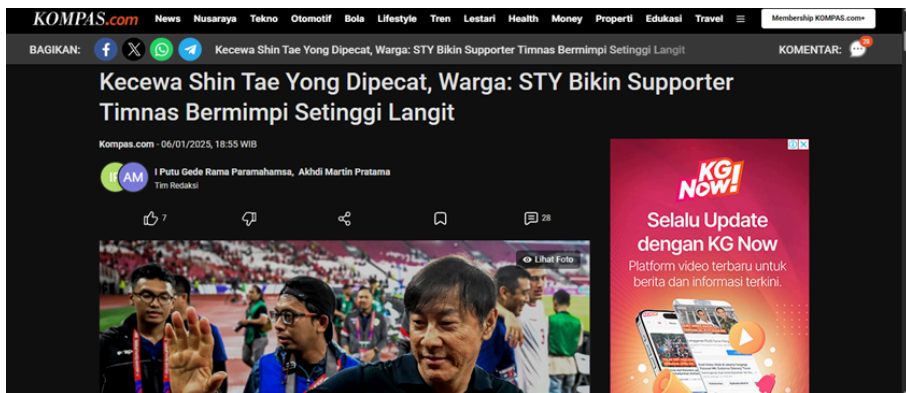 KOMPAS.com News Nusaraya Tekno Otomotif Bola Lifestyle Tren Lestari Health Money Properti Edukasi Travel Membership KOMPAS.com+
BAGIKAN: Kecewa Shin Tae Yong Dipecat, Warga: STY Bikin Supporter Timnas Bermimpi Setinggi Langit KOMENTAR: 28
Kecewa Shin Tae Yong Dipecat, Warga: STY Bikin Supporter
Timnas Bermimpi Setinggi Langit
Kompas.com - 06/01/2025, 18:55 WIB
IF AM I Putu Gede Rama Paramahamsa, Akhdi Martin Pratama
Tim Redaksi
7 28
Lihat Foto
KG
NOW!
Selalu Update
dengan KG Now
Platform video terbaru untuk
berita dan informasi terkini.